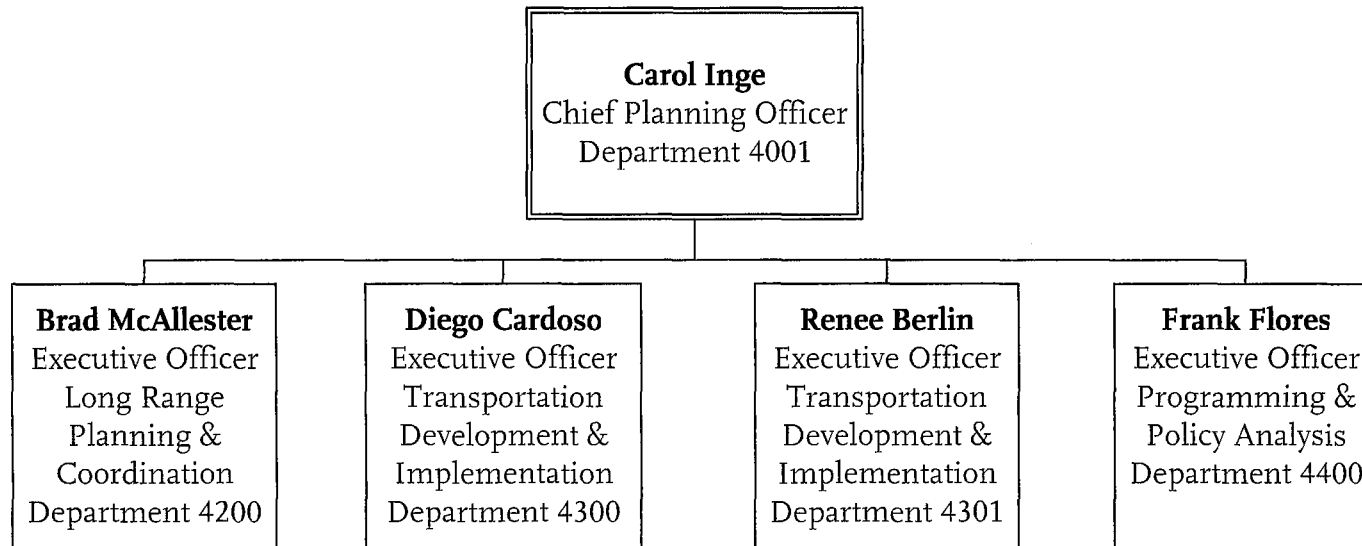 Carol Inge
Chief Planning Officer
Department 4001
Brad McAllester
Executive Officer
Long Range
Planning &
Coordination
Department 4200
Diego Cardoso
Executive Officer
Transportation
Development &
Implementation
Department 4300
Renee Berlin
Executive Officer
Transportation
Development &
Implementation
Department 4301
Frank Flores
Executive Officer
Programming &
Policy Analysis
Department 4400